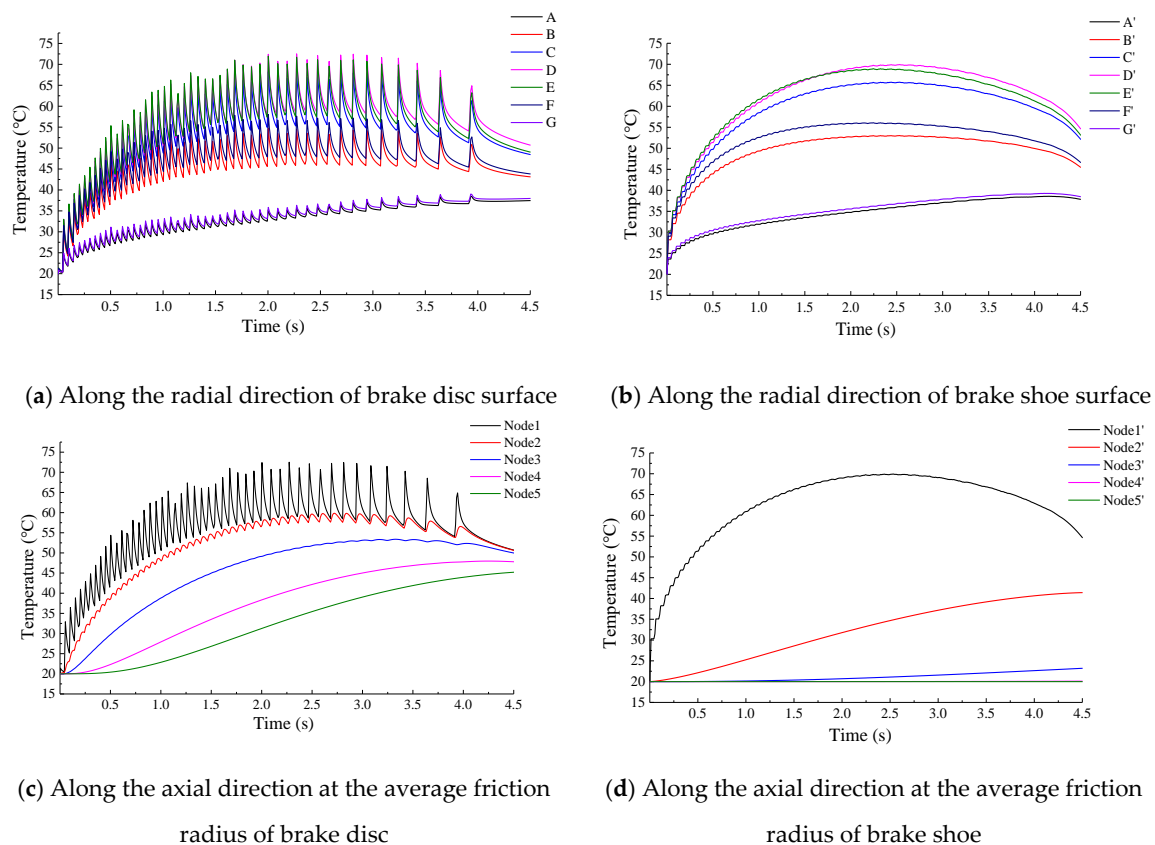 A
B
C
D
E
F
G
75
70
65
60
55
50
45
40
35
30
25
20
15
Temperature (°C)
0.5 1.0 1.5 2.0 2.5 3.0 3.5 4.0 4.5
Time (s)
A'
B'
C'
D'
E'
F'
G'
75
70
65
60
55
50
45
40
35
30
25
20
15
Temperature (°C)
0.5 1.0 1.5 2.0 2.5 3.0 3.5 4.0 4.5
Time (s)
(a) Along the radial direction of brake disc surface
(b) Along the radial direction of brake shoe surface
Node1
Node2
Node3
Node4
Node5
75
70
65
60
55
50
45
40
35
30
25
20
15
Temperature (°C)
0.5 1.0 1.5 2.0 2.5 3.0 3.5 4.0 4.5
Time (s)
Node1'
Node2'
Node3'
Node4'
Node5'
75
70
65
60
55
50
45
40
35
30
25
20
15
Temperature (°C)
0.5 1.0 1.5 2.0 2.5 3.0 3.5 4.0 4.5
Time (s)
(c) Along the axial direction at the average friction
radius of brake disc
(d) Along the axial direction at the average friction
radius of brake shoe